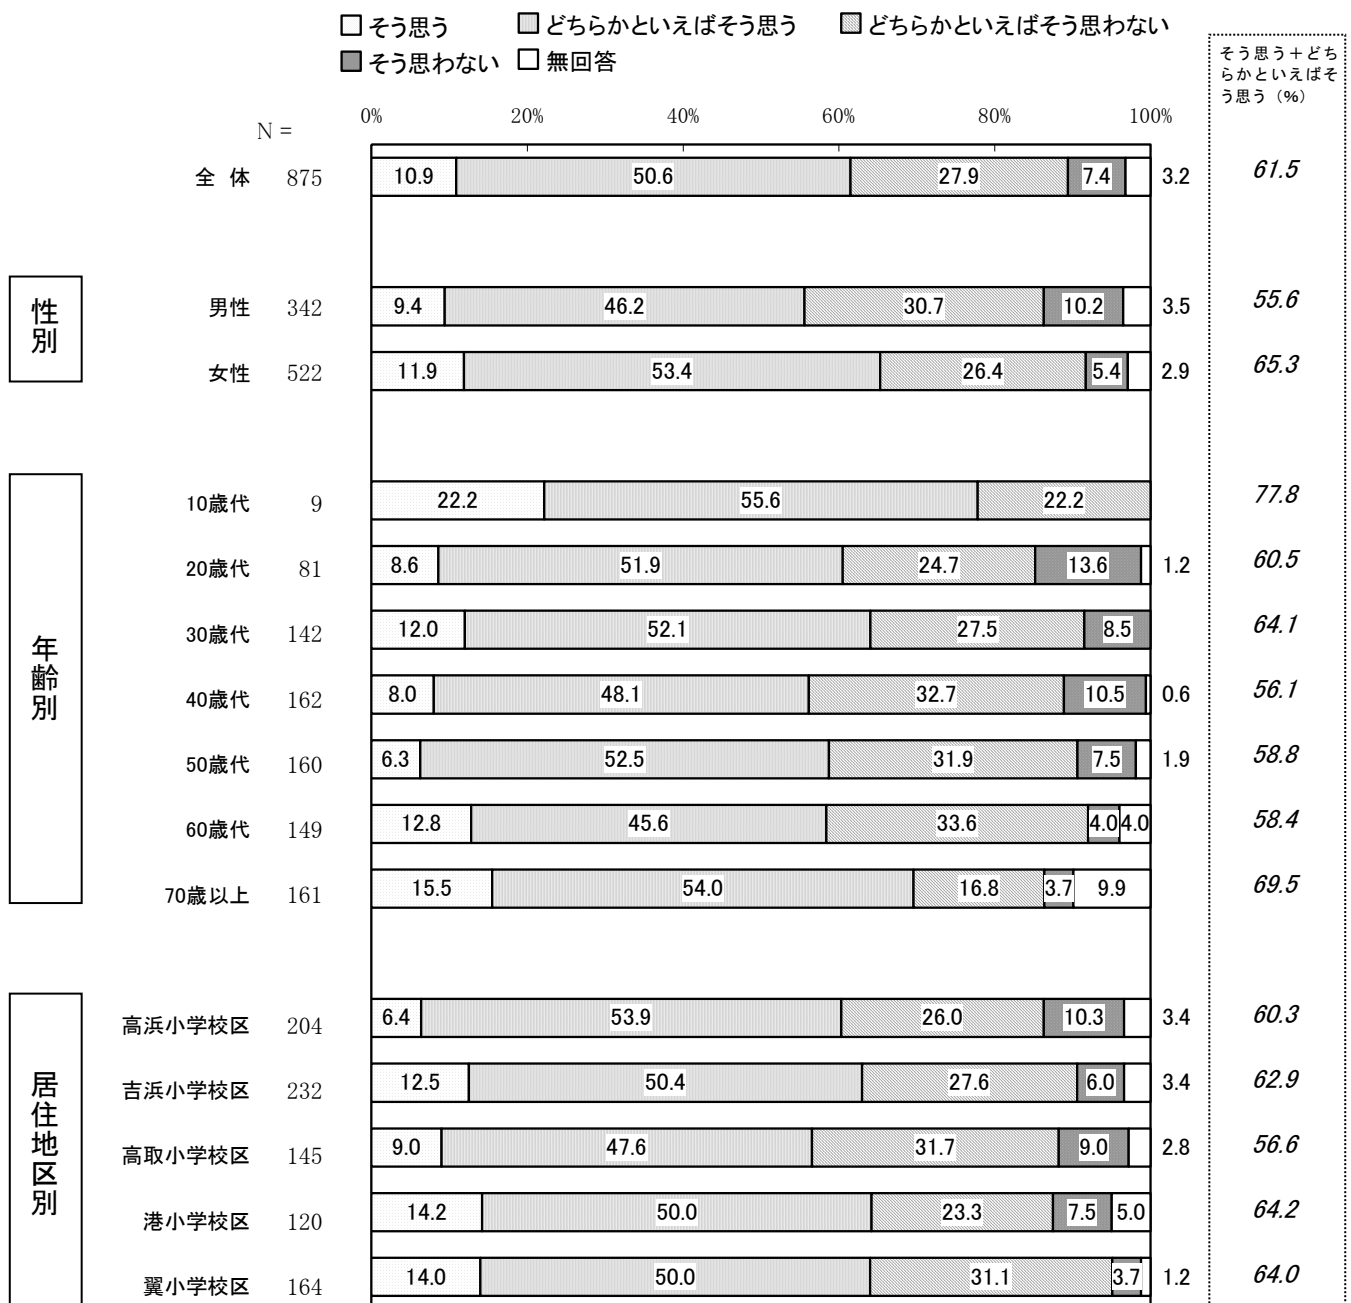 そう思う どちらかといえばそう思う どちらかといえばそう思わない
そう思わない 無回答
そう思う＋どち
らかといえばそ
う思う（%）
0% 20% 40% 60% 80% 100%
N =
全 体 875 10.9 50.6 27.9 7.4 3.2 61.5
性別
男性 342 9.4 46.2 30.7 10.2 3.5 55.6
女性 522 11.9 53.4 26.4 5.4 2.9 65.3
年齢別
10歳代 9 22.2 55.6 22.2 77.8
20歳代 81 8.6 51.9 24.7 13.6 1.2 60.5
30歳代 142 12.0 52.1 27.5 8.5 64.1
40歳代 162 8.0 48.1 32.7 10.5 0.6 56.1
50歳代 160 6.3 52.5 31.9 7.5 1.9 58.8
60歳代 149 12.8 45.6 33.6 4.0 4.0 58.4
70歳以上 161 15.5 54.0 16.8 3.7 9.9 69.5
居住地区別
高浜小学校区 204 6.4 53.9 26.0 10.3 3.4 60.3
吉浜小学校区 232 12.5 50.4 27.6 6.0 3.4 62.9
高取小学校区 145 9.0 47.6 31.7 9.0 2.8 56.6
港小学校区 120 14.2 50.0 23.3 7.5 5.0 64.2
翼小学校区 164 14.0 50.0 31.1 3.7 1.2 64.0